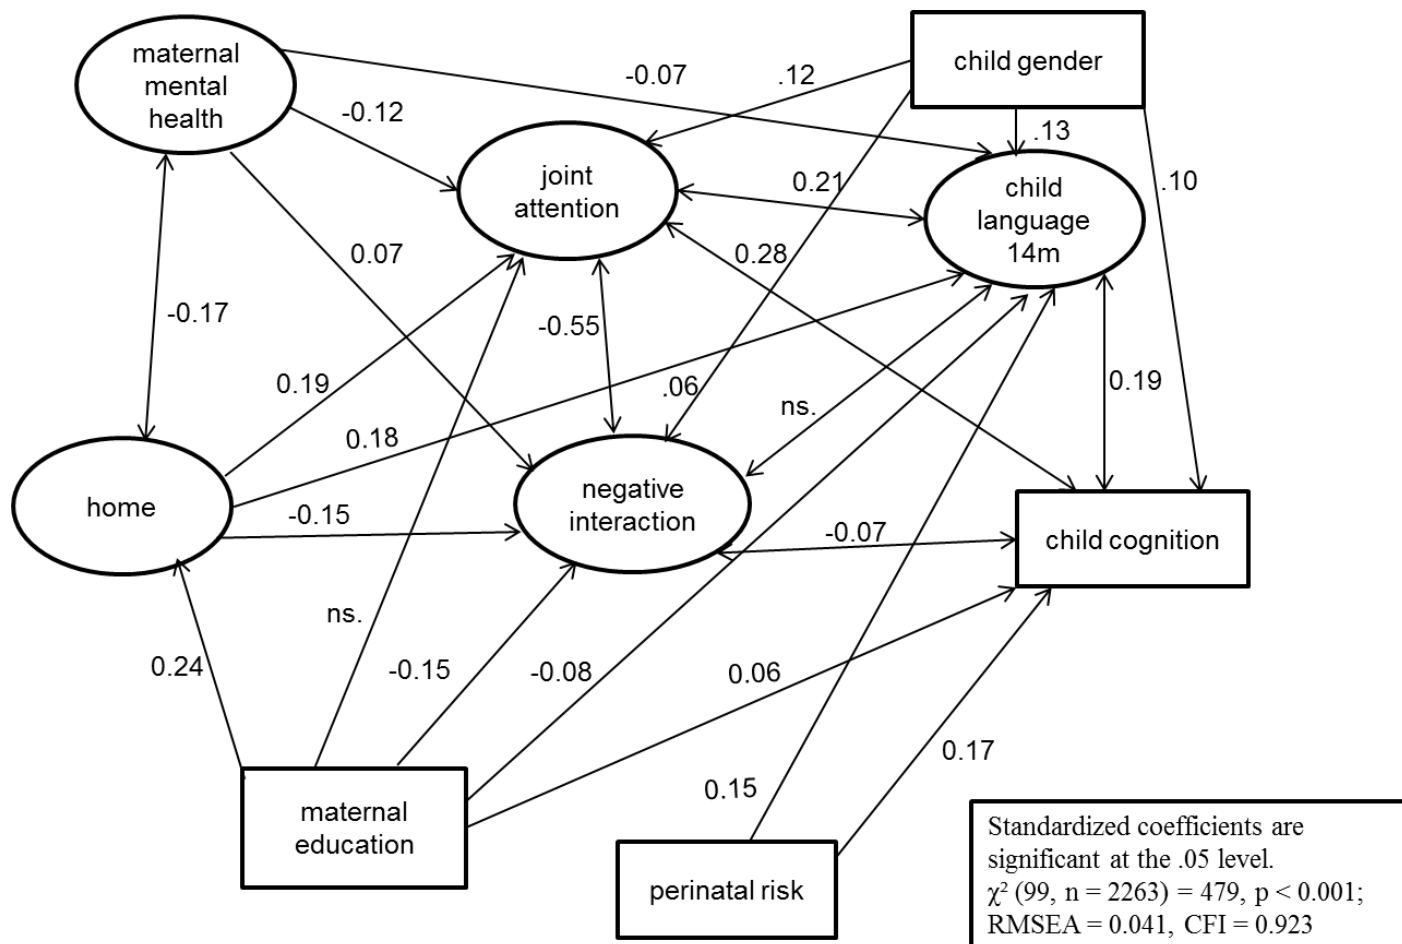 maternal
mental
health
child gender
-0.07
.12
-0.12
.13
joint
attention
0.21
child
language
14m
.10
0.07
0.28
-0.17
-0.55
0.19
.06
0.19
ns.
0.18
home
-0.15
negative
interaction
-0.07
child cognition
ns.
0.24
-0.15
-0.08
0.06
0.17
0.15
maternal
education
perinatal risk
Standardized coefficients are
significant at the .05 level.
χ² (99, n = 2263) = 479, p < 0.001;
RMSEA = 0.041, CFI = 0.923